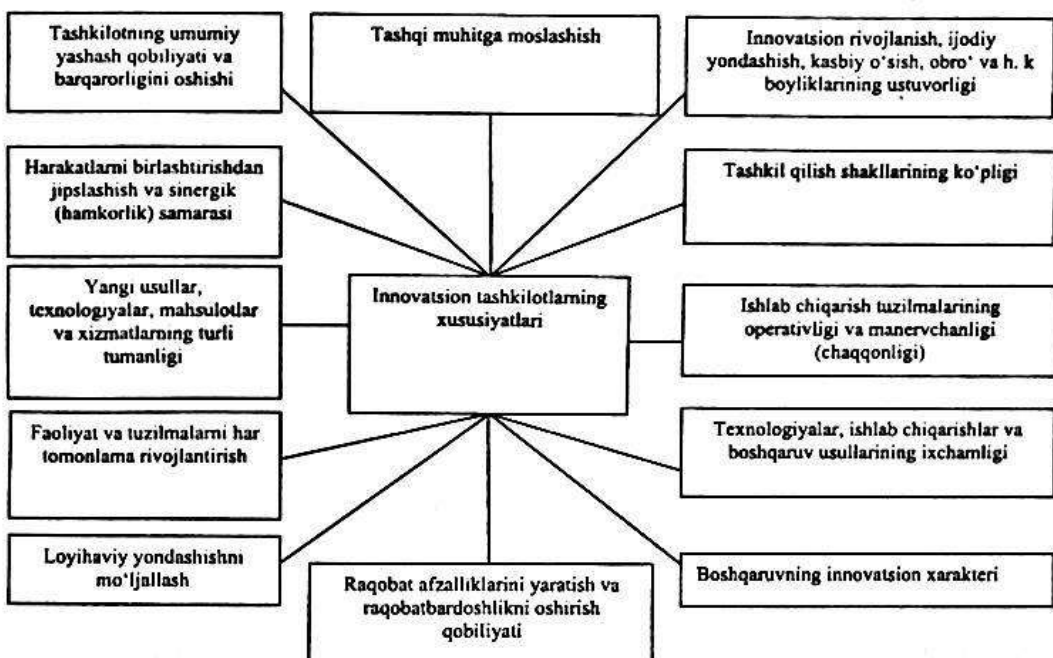 Tashkilotning umumiy
yashash qobiliyati va
barqarorligini oshishi
Tashqi muhitga moslashish
Innovatsion rivojlanish, ijodiy
yondashish, kasbiy o‘sish, obro‘ va h. k
boyliklarining ustuvorligi
Harakatlarni birlashtirishdan
jipslashish va sinergik
(hamkorlik) samarasi
Tashkil qilish shakllarining ko‘pligi
Yangi usullar,
texnologiyalar, mahsulotlar
va xizmatlarning turli
tumanligi
Innovatsion tashkilotlarning
xususiyatlari
Ishlab chiqarish tuzilmalarining
operativligi va manervchanligi
(chaqqonligi)
Faoliyat va tuzilmalarni har
tomonlama rivojlantirish
Texnologiyalar, ishlab chiqarishlar va
boshqaruv usullarining ixchamligi
Loyihaviy yondashishni
mo‘ljallash
Raqobat afzalliklarini yaratish va
raqobatbardoshlikni oshirish
qobiliyati
Boshqaruvning innovatsion xarakteri